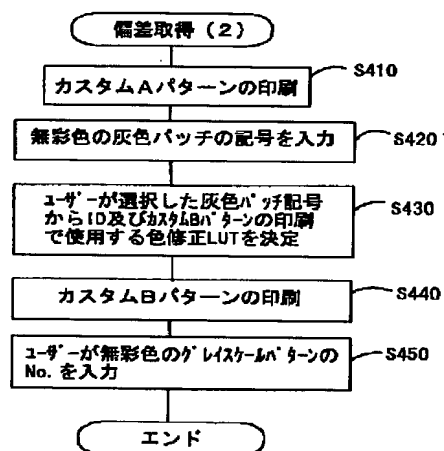 偏差取得(2)
カスタムAパターンの印刷
S410
無彩色の灰色パッチの記号を入力
S420
ユーザーが選択した灰色パッチ記号
からID及びカスタムBパターンの印刷
で使用する色修正LUTを決定
S430
カスタムBパターンの印刷
S440
ユーザーが無彩色のグレイスケールパターンの
No.を入力
S450
エンド